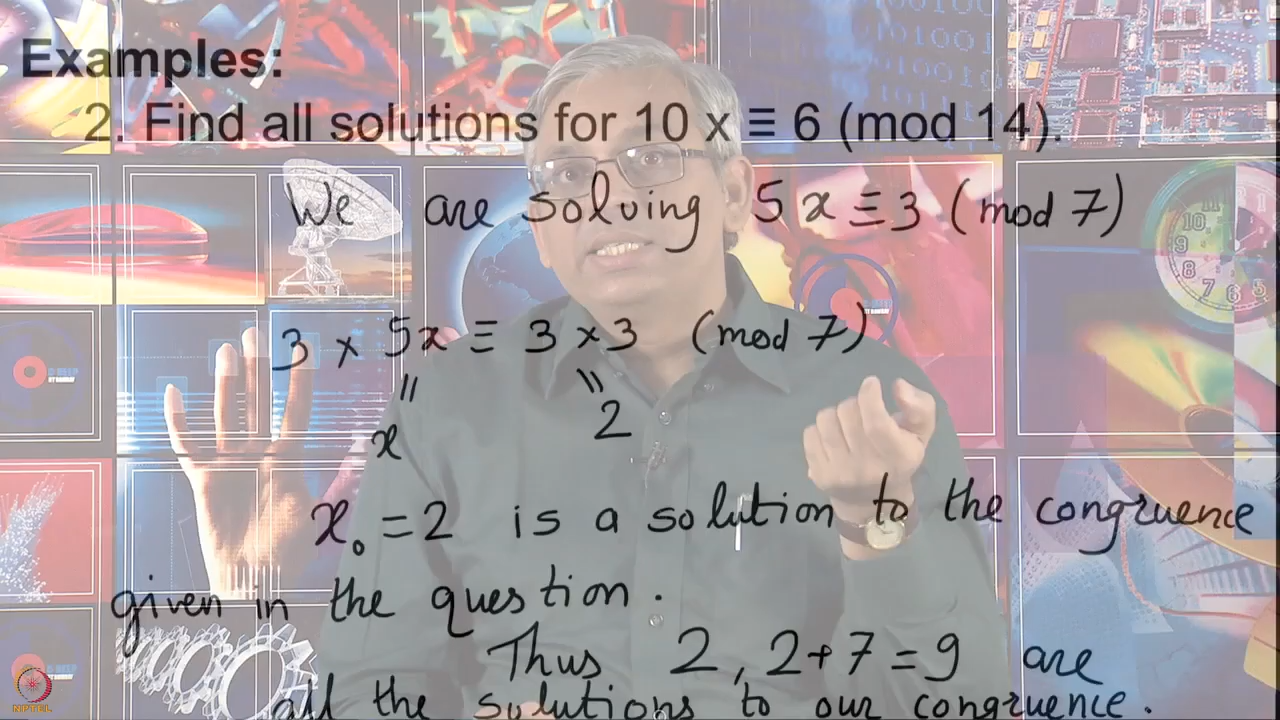 Examples:
2. Find all solutions for 10 x ≡ 6 (mod 14).
We are solving 5x ≡ 3 (mod 7)
3 × 5x ≡ 3 × 3 (mod 7)
= =
x 2
x₀ = 2 is a solution to the congruence
given in the question.
Thus 2, 2+7 = 9 are
all the solutions to our congruence.
NPTEL